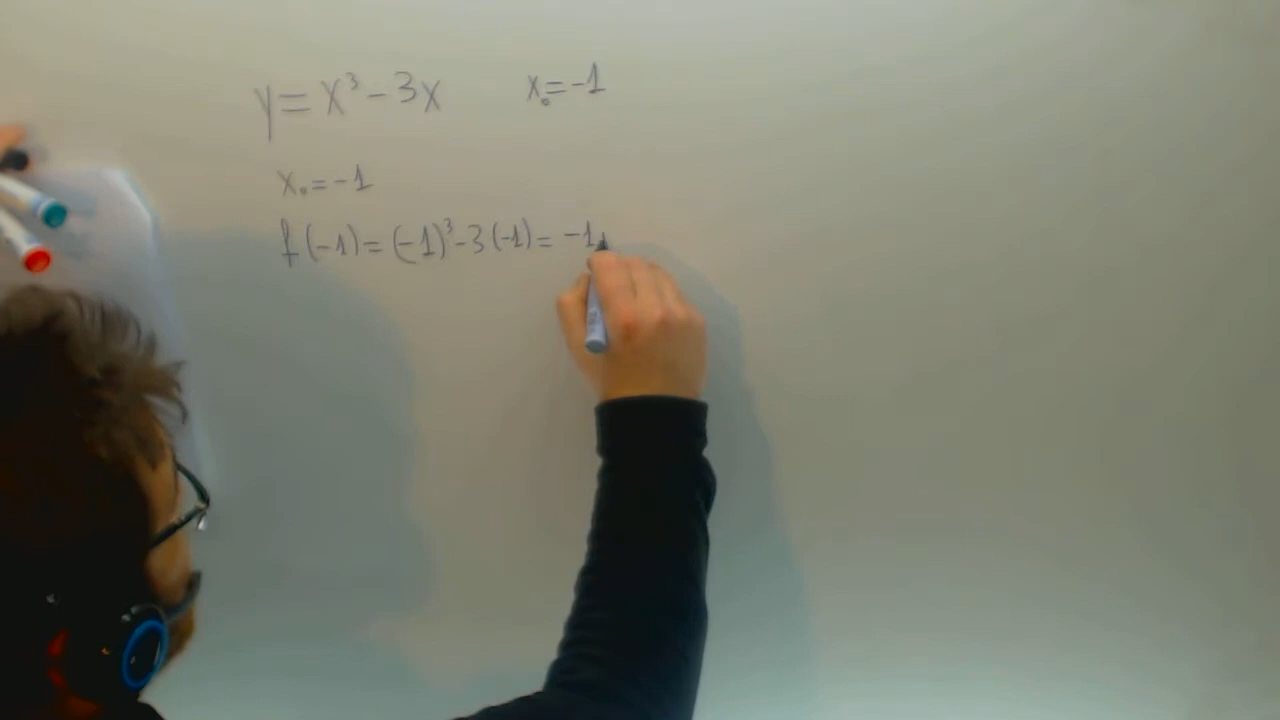 y = x³ - 3x x₀ = -1
x₀ = -1
f(-1) = (-1)³ - 3(-1) = -1